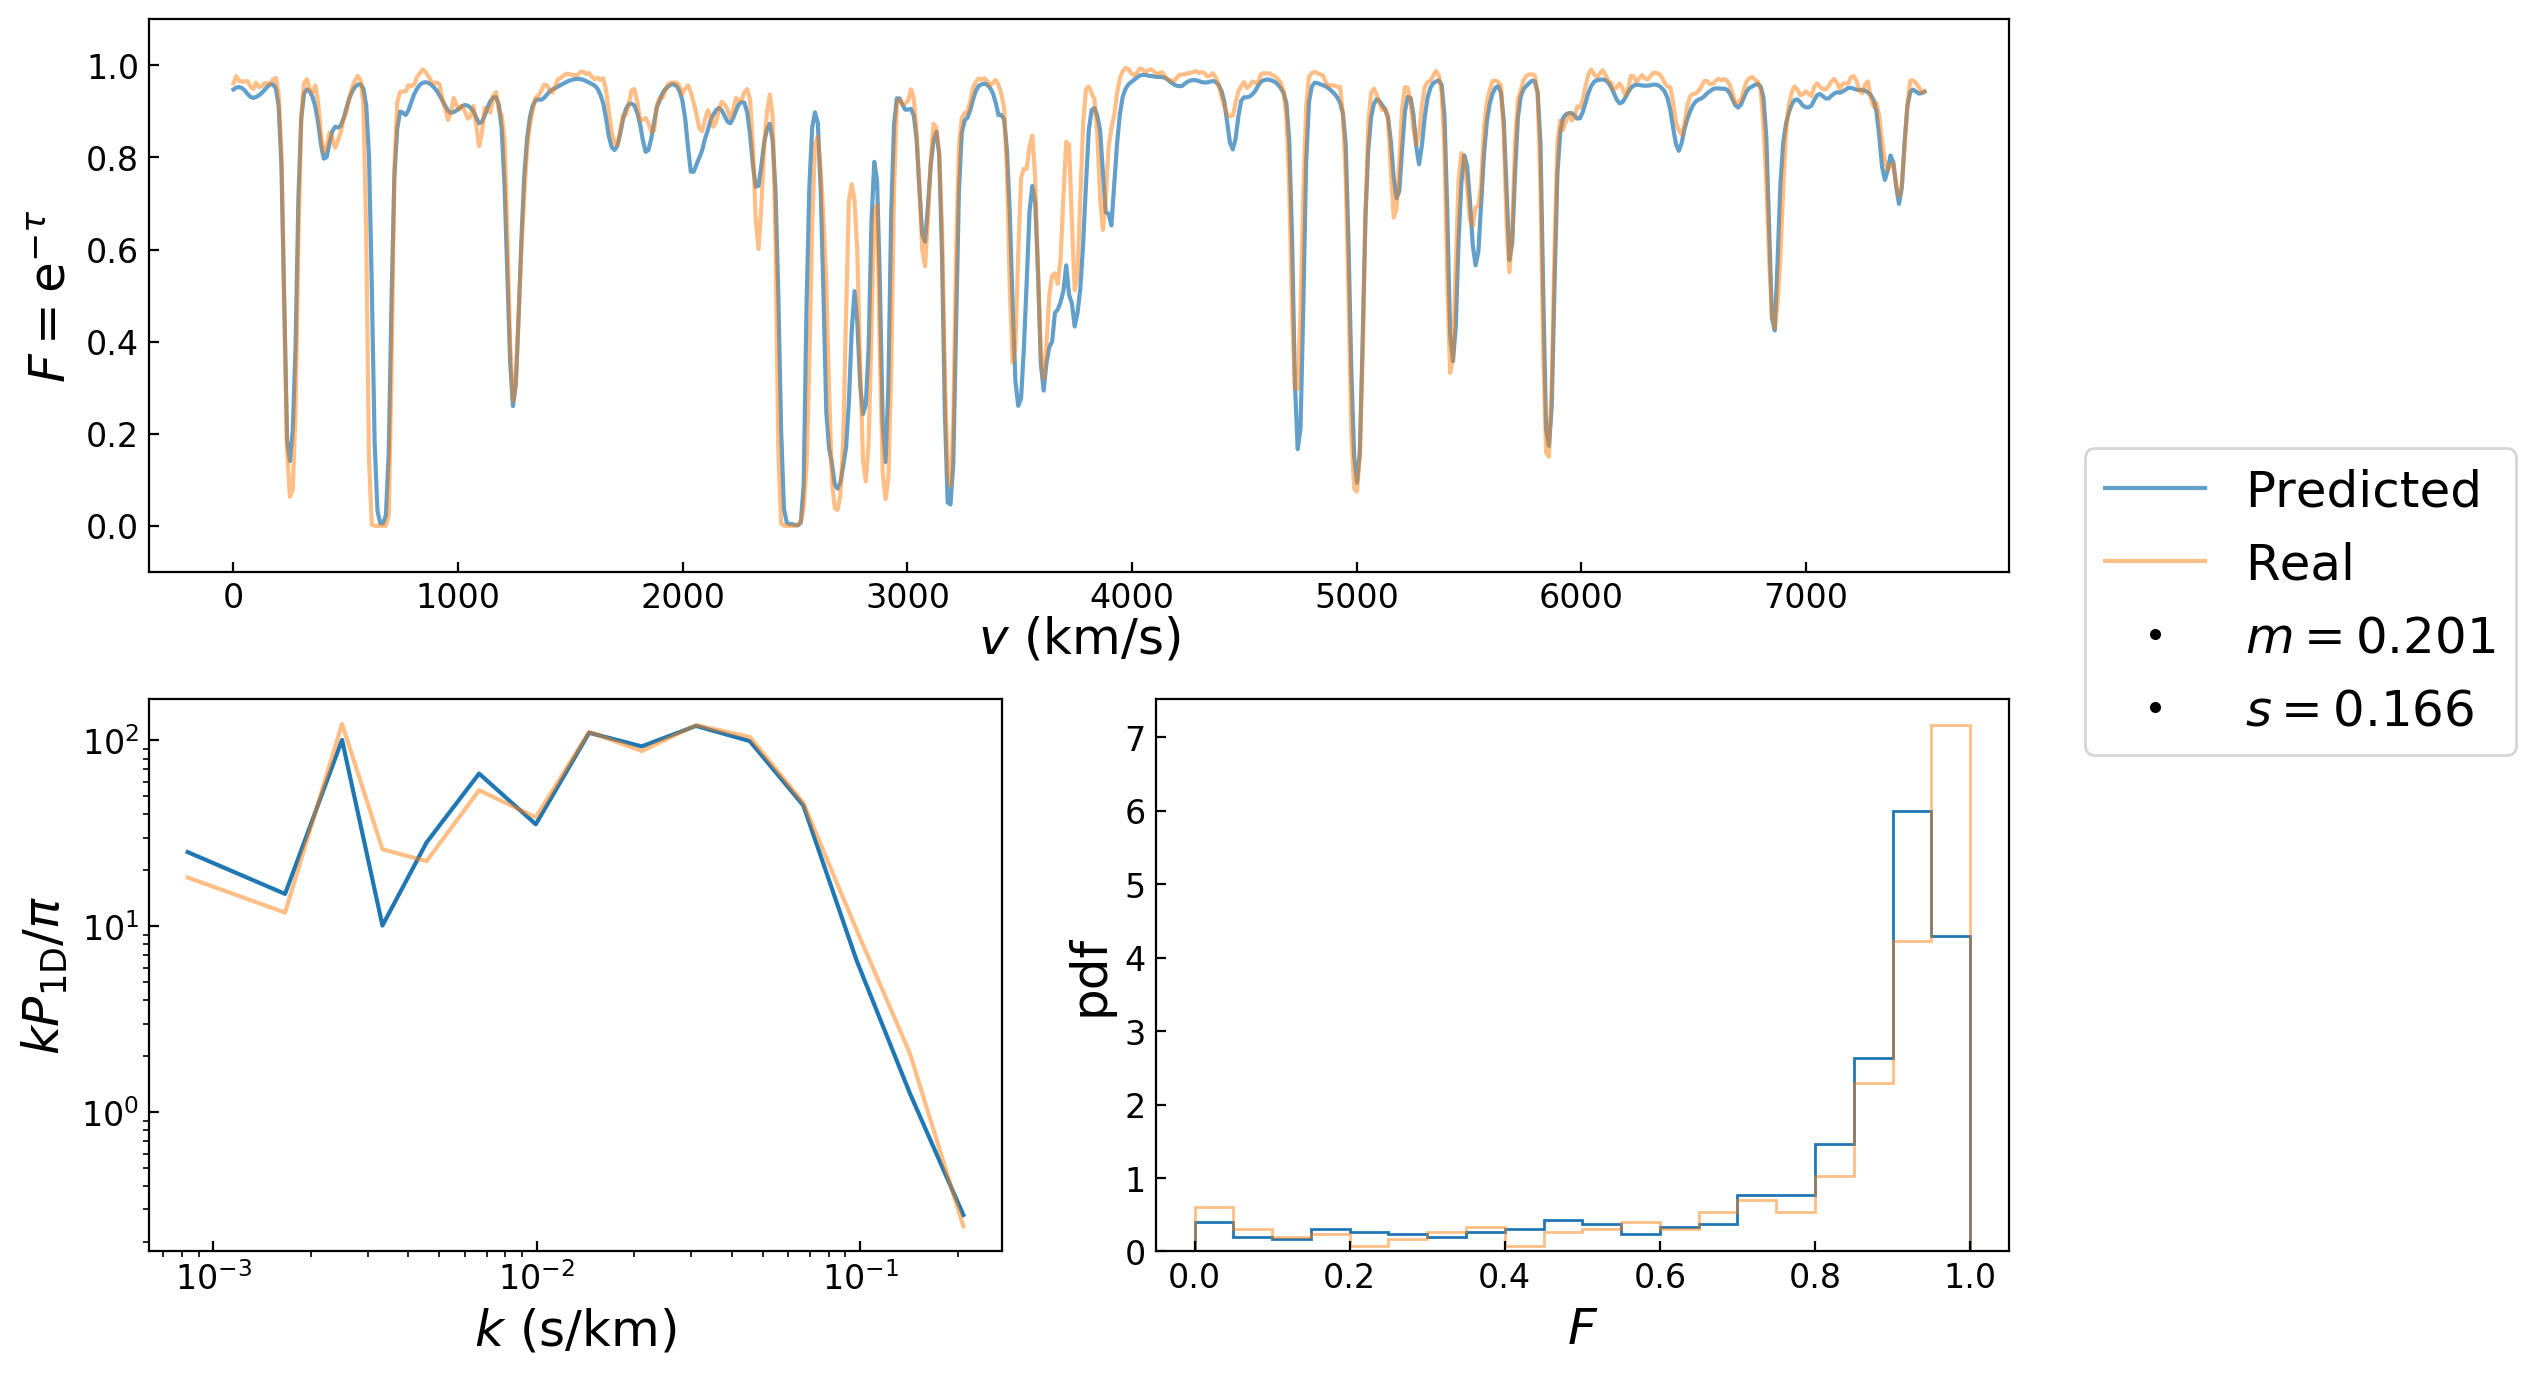 1.0
0.8
0.6
0.4
0.2
0.0
F = e^{-τ}
0 1000 2000 3000 4000 5000 6000 7000
v (km/s)
Predicted
Real
m = 0.201
s = 0.166
10^2
10^1
10^0
kP_{1D}/π
10^{-3} 10^{-2} 10^{-1}
k (s/km)
7
6
5
4
3
2
1
0
pdf
0.0 0.2 0.4 0.6 0.8 1.0
F